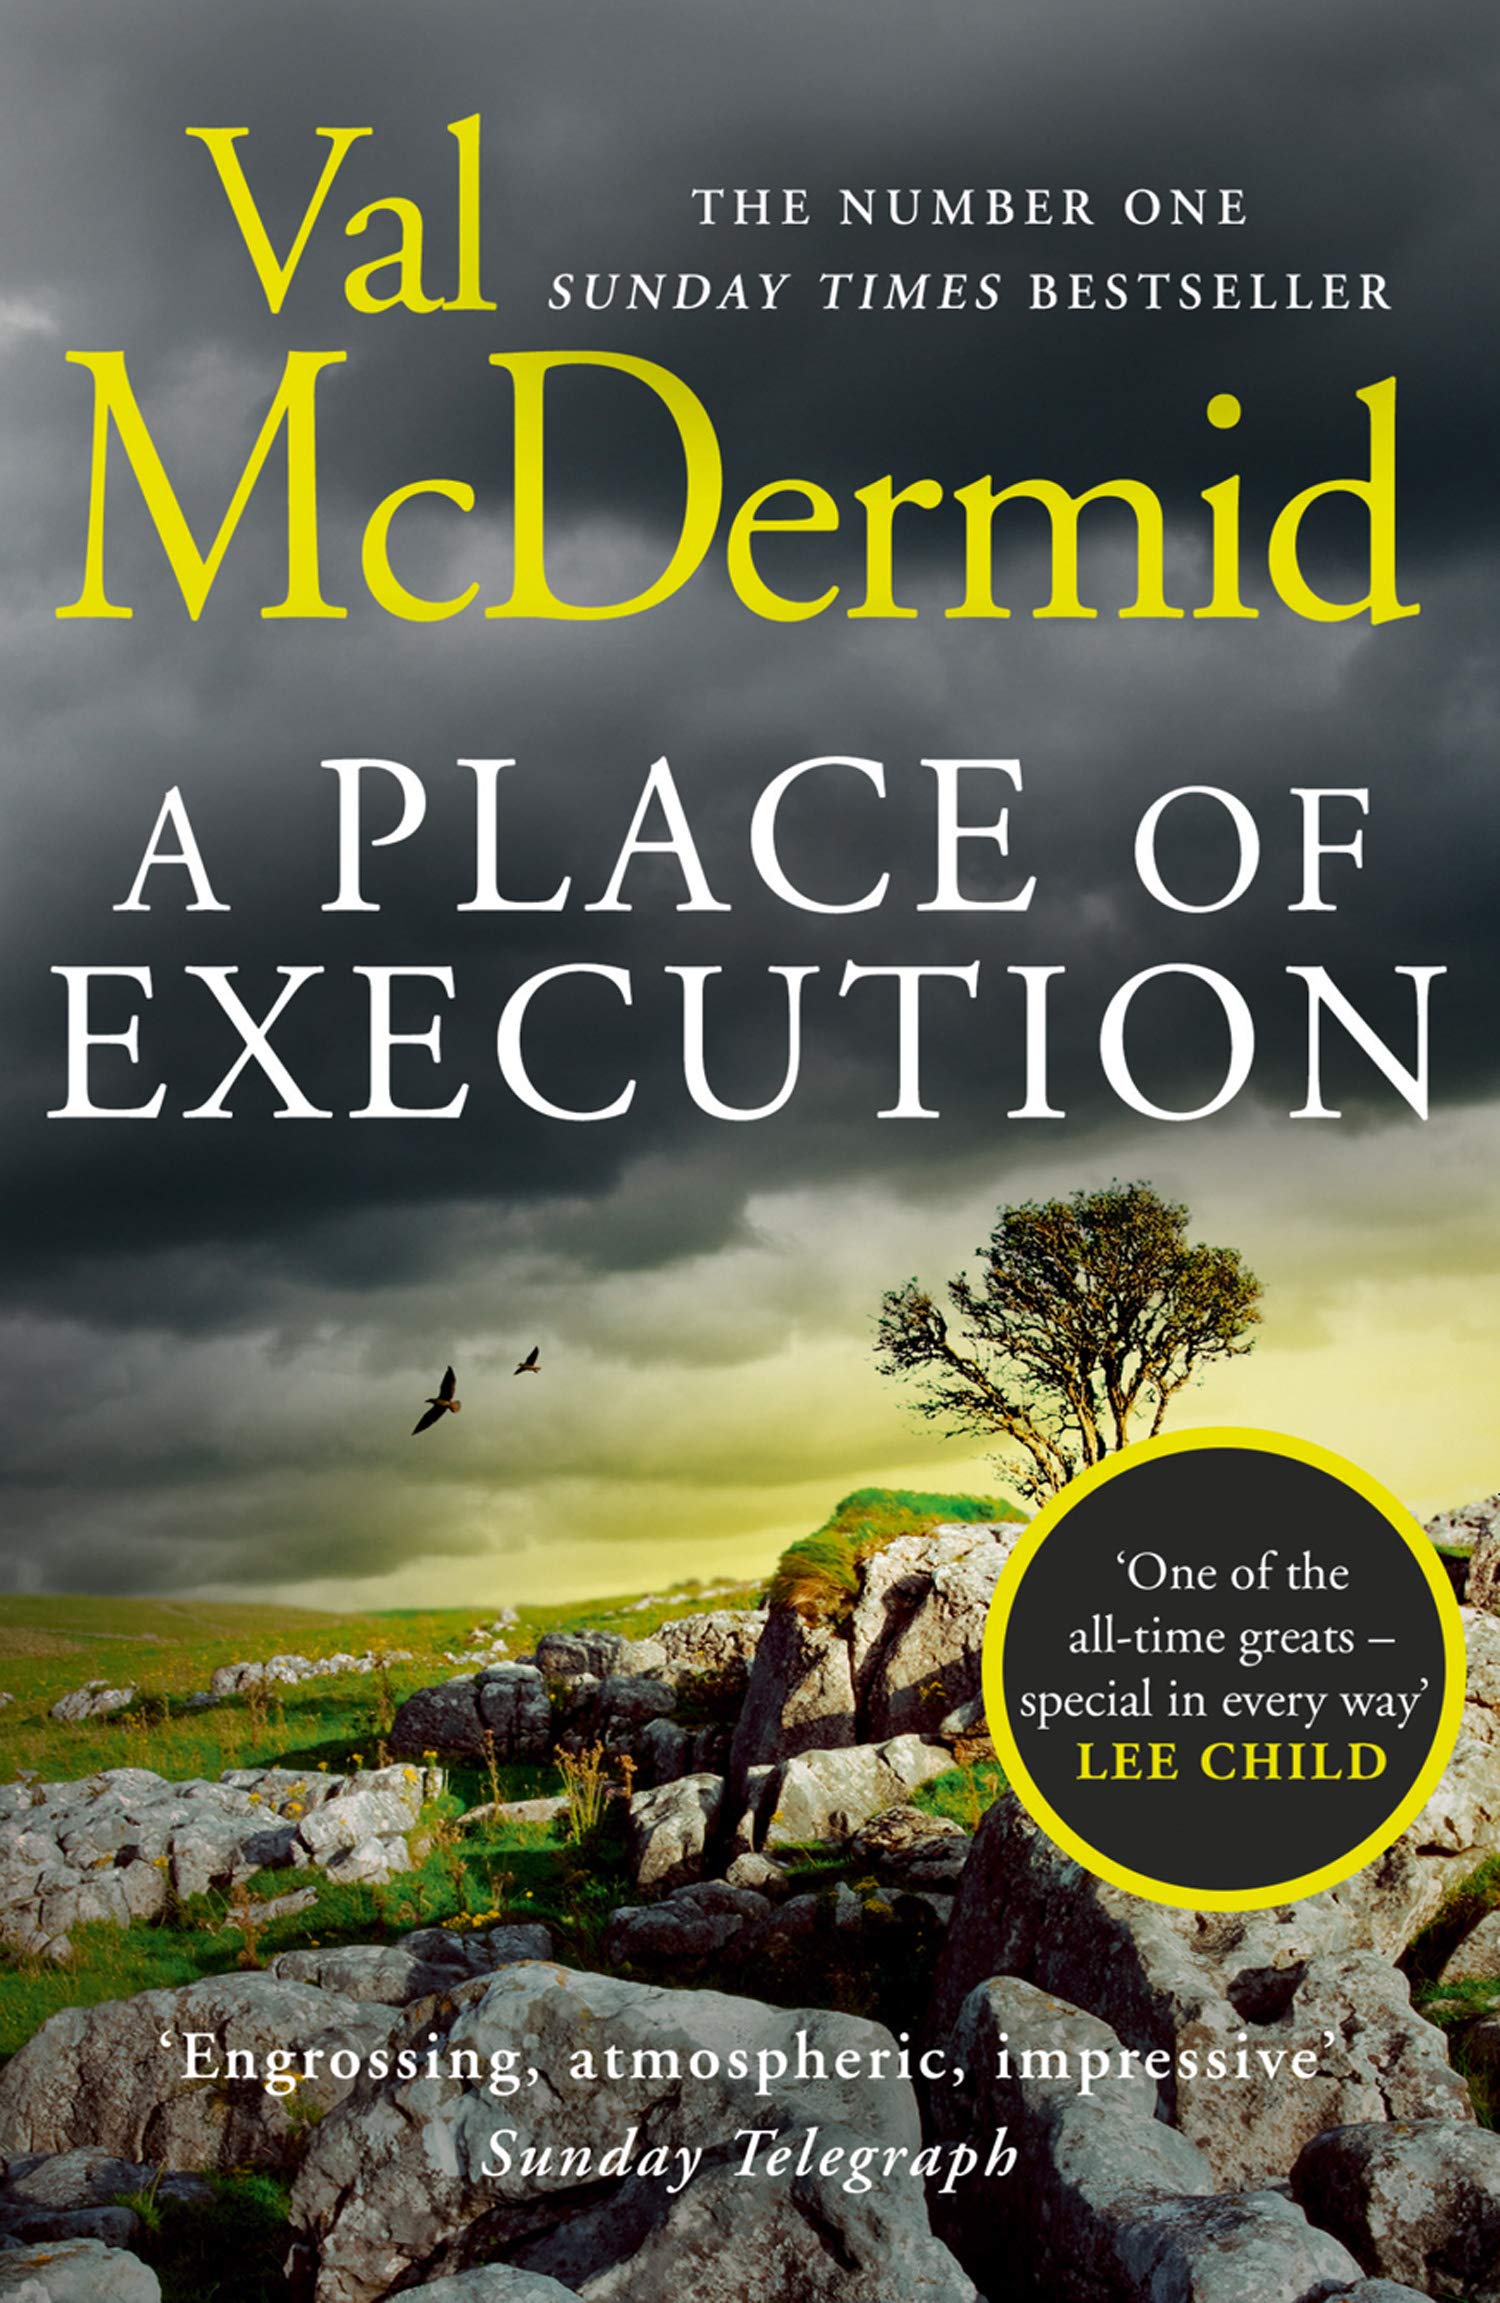 Val
THE NUMBER ONE
SUNDAY TIMES BESTSELLER
McDermid
A PLACE OF
EXECUTION
‘One of the
all-time greats –
special in every way’
LEE CHILD
‘Engrossing, atmospheric, impressive’
Sunday Telegraph